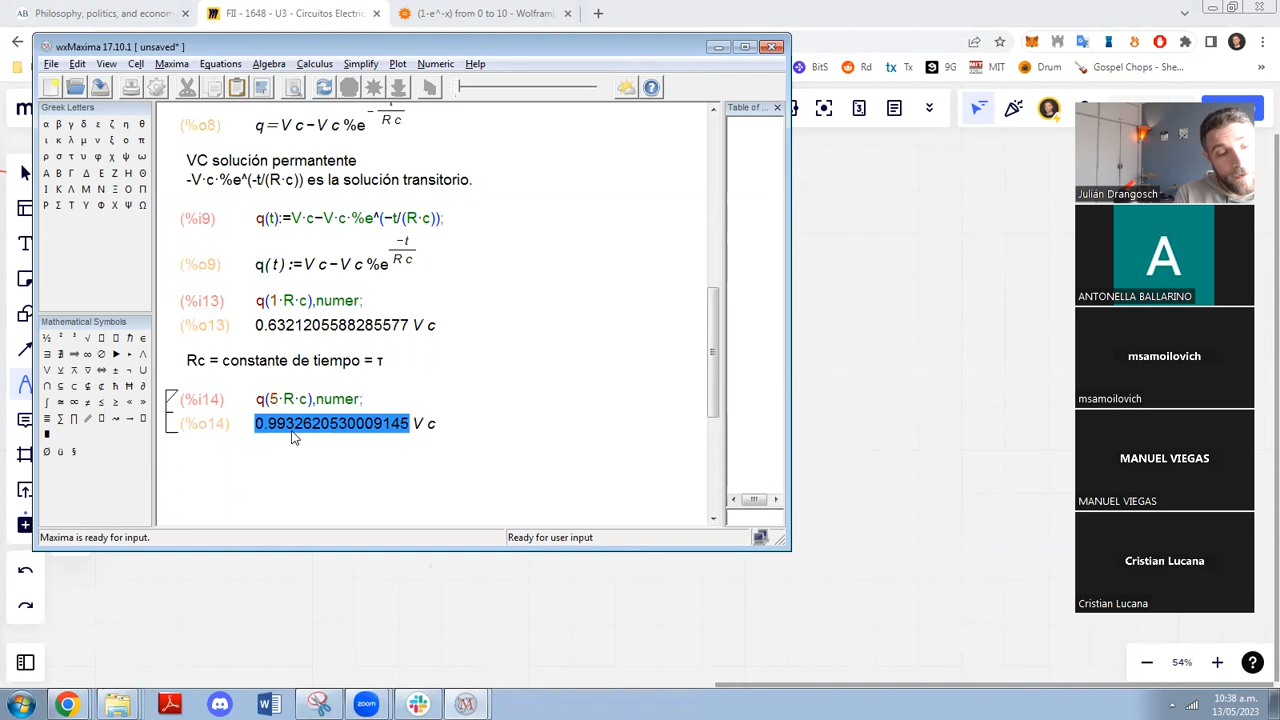 Philosophy, politics, and econom
FII - 1648 - U3 - Circuitos Electric
(1-e^-x) from 0 to 10 - Wolfram|
wxMaxima 17.10.1 [ unsaved* ]
File Edit View Cell Maxima Equations Algebra Calculus Simplify Plot Numeric Help
BitS Rd tx Tx 9G MIT Drum Gospel Chops - She...
Greek Letters
α β γ δ ε ζ η θ
ι κ λ μ ν ξ ο π
ρ σ τ υ φ χ ψ ω
Α Β Γ Δ Ε Ζ Η Θ
Ι Κ Λ Μ Ν Ξ Ο Π
Ρ Σ Τ Υ Φ Χ Ψ Ω
Mathematical Symbols
Ø ü §
Table of ...
(%o8) q=V c−V c %e^−t/R c
VC solución permantente
-V·c·%e^(-t/(R·c)) es la solución transitorio.
(%i9) q(t):=V·c−V·c·%e^(−t/(R·c));
(%o9) q(t):=V c−V c %e^−t/R c
(%i13) q(1·R·c),numer;
(%o13) 0.6321205588285577 V c
Rc = constante de tiempo = τ
(%i14) q(5·R·c),numer;
(%o14) 0.9932620530009145 V c
Maxima is ready for input.
Ready for user input
Julián Drangosch
A
ANTONELLA BALLARINO
msamoilovich
msamoilovich
MANUEL VIEGAS
MANUEL VIEGAS
Cristian Lucana
Cristian Lucana
54%
10:38 a.m.
13/05/2023